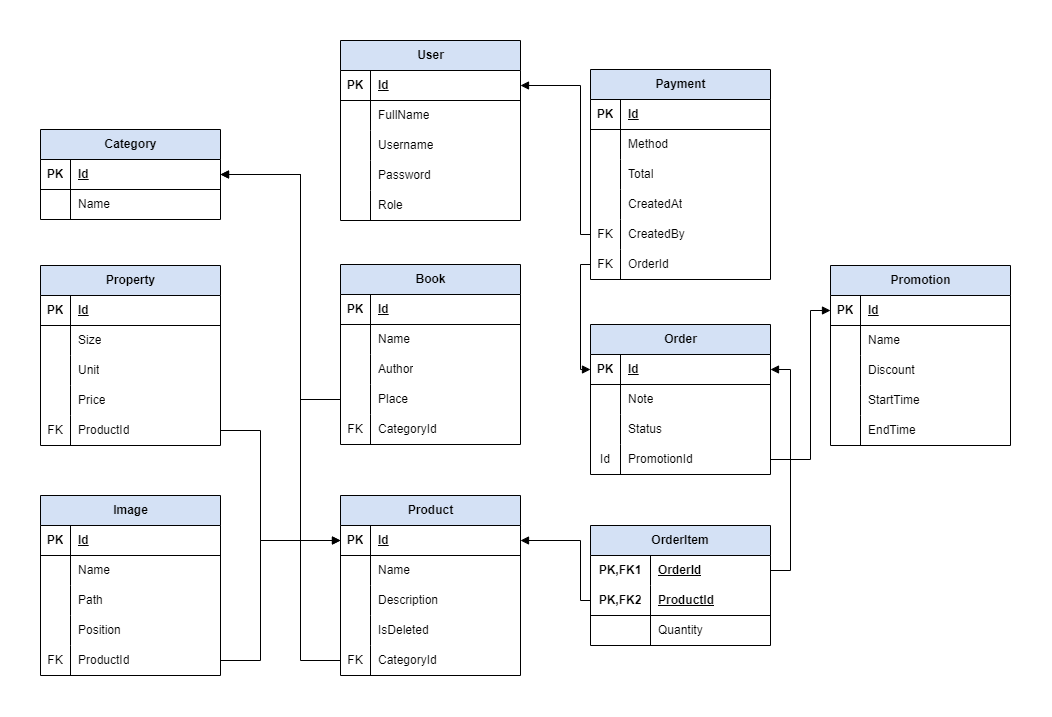 User
PK Id
FullName
Username
Password
Role
Payment
PK Id
Method
Total
CreatedAt
FK CreatedBy
FK OrderId
Category
PK Id
Name
Property
PK Id
Size
Unit
Price
FK ProductId
Book
PK Id
Name
Author
Place
FK CategoryId
Order
PK Id
Note
Status
Id PromotionId
Promotion
PK Id
Name
Discount
StartTime
EndTime
Image
PK Id
Name
Path
Position
FK ProductId
Product
PK Id
Name
Description
IsDeleted
FK CategoryId
OrderItem
PK,FK1 OrderId
PK,FK2 ProductId
Quantity